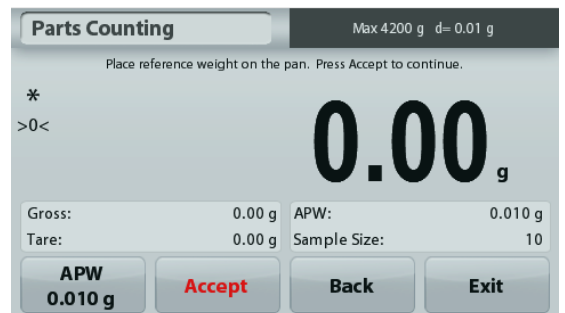 Parts Counting Max 4200 g d= 0.01 g
Place reference weight on the pan. Press Accept to continue.
*
>0<
0.00 g
Gross: 0.00 g APW: 0.010 g
Tare: 0.00 g Sample Size: 10
APW
0.010 g
Accept Back Exit